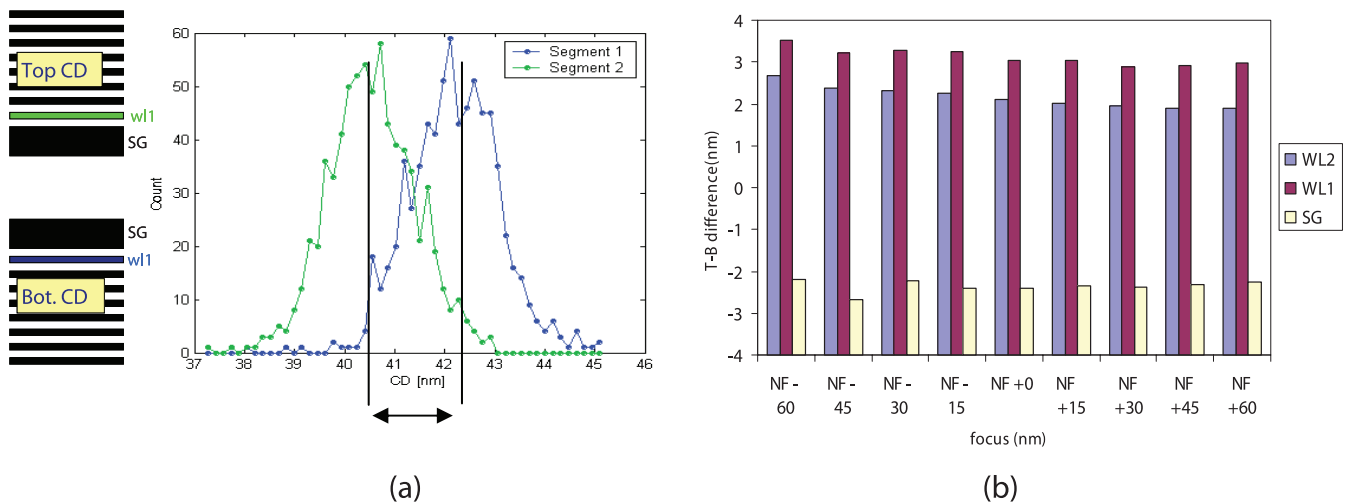 Top CD
wl1
SG
SG
wl1
Bot. CD
Count
60
50
40
30
20
10
0
37 38 39 40 41 42 43 44 45 46
CD [nm]
Segment 1
Segment 2
(a)
T-B difference(nm)
4
3
2
1
0
-1
-2
-3
-4
NF - 60
NF - 45
NF - 30
NF - 15
NF +0
NF +15
NF +30
NF +45
NF +60
focus (nm)
WL2
WL1
SG
(b)